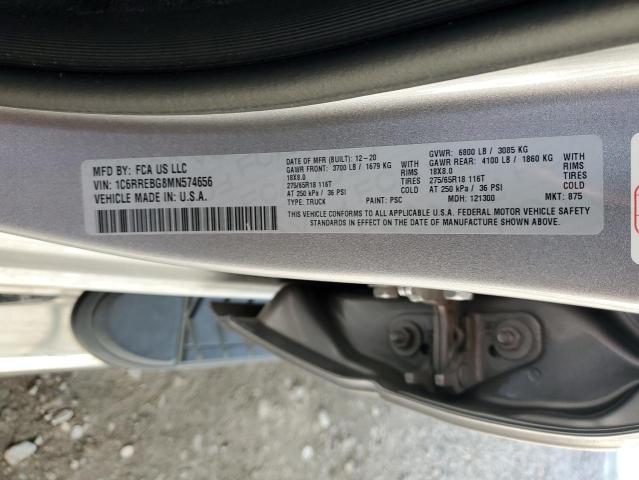 MFD BY: FCA US LLC
VIN: 1C6RREBG8MN574656
VEHICLE MADE IN: U.S.A.
DATE OF MFR (BUILT): 12-20
GAWR FRONT: 3700 LB / 1679 KG
18X8.0
275/65R18 116T
AT 250 kPa / 36 PSI
TYPE: TRUCK
WITH
RIMS
TIRES
COLD
PAINT: PSC
GVWR: 6800 LB / 3085 KG
GAWR REAR: 4100 LB / 1860 KG
18X8.0
275/65R18 116T
AT 250 kPa / 36 PSI
MDH: 121300
WITH
RIMS
TIRES
COLD
MKT: 875
THIS VEHICLE CONFORMS TO ALL APPLICABLE U.S.A. FEDERAL MOTOR VEHICLE SAFETY
STANDARDS IN EFFECT ON THE DATE OF MANUFACTURE SHOWN ABOVE.